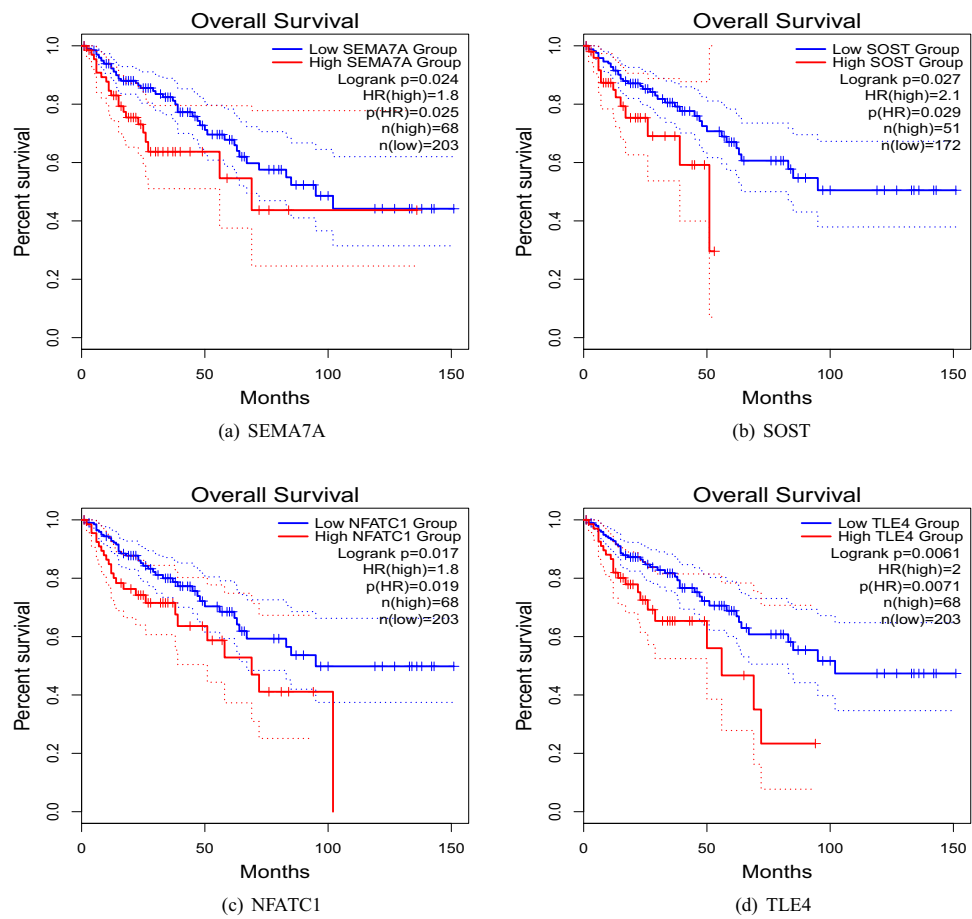 Overall Survival
Low SEMA7A Group
High SEMA7A Group
Logrank p=0.024
HR(high)=1.8
p(HR)=0.025
n(high)=68
n(low)=203
Percent survival
1.0
0.8
0.6
0.4
0.2
0.0
0 50 100 150
Months
(a) SEMA7A
Overall Survival
Low SOST Group
High SOST Group
Logrank p=0.027
HR(high)=2.1
p(HR)=0.029
n(high)=51
n(low)=172
Percent survival
1.0
0.8
0.6
0.4
0.2
0.0
0 50 100 150
Months
(b) SOST
Overall Survival
Low NFATC1 Group
High NFATC1 Group
Logrank p=0.017
HR(high)=1.8
p(HR)=0.019
n(high)=68
n(low)=203
Percent survival
1.0
0.8
0.6
0.4
0.2
0.0
0 50 100 150
Months
(c) NFATC1
Overall Survival
Low TLE4 Group
High TLE4 Group
Logrank p=0.0061
HR(high)=2
p(HR)=0.0071
n(high)=68
n(low)=203
Percent survival
1.0
0.8
0.6
0.4
0.2
0.0
0 50 100 150
Months
(d) TLE4